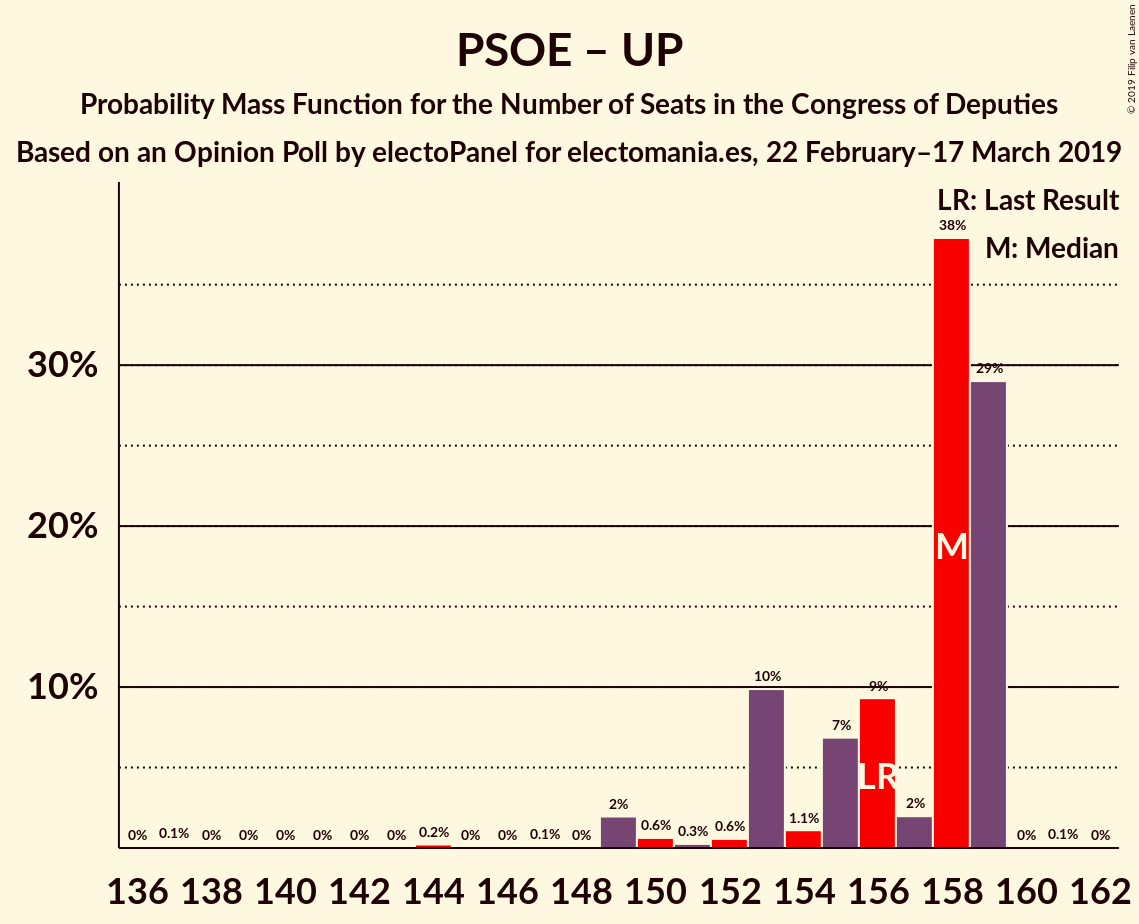 PSOE – UP
Probability Mass Function for the Number of Seats in the Congress of Deputies
Based on an Opinion Poll by electoPanel for electomania.es, 22 February–17 March 2019
© 2019 Filip van Laenen
LR: Last Result
M: Median
30%
20%
10%
0% 0.1% 0% 0% 0% 0% 0% 0% 0.2% 0% 0% 0.1% 0% 2% 0.6% 0.3% 0.6% 10% 1.1% 7% 9% 2% 38% 29% 0% 0.1% 0%
LR
M
136 138 140 142 144 146 148 150 152 154 156 158 160 162